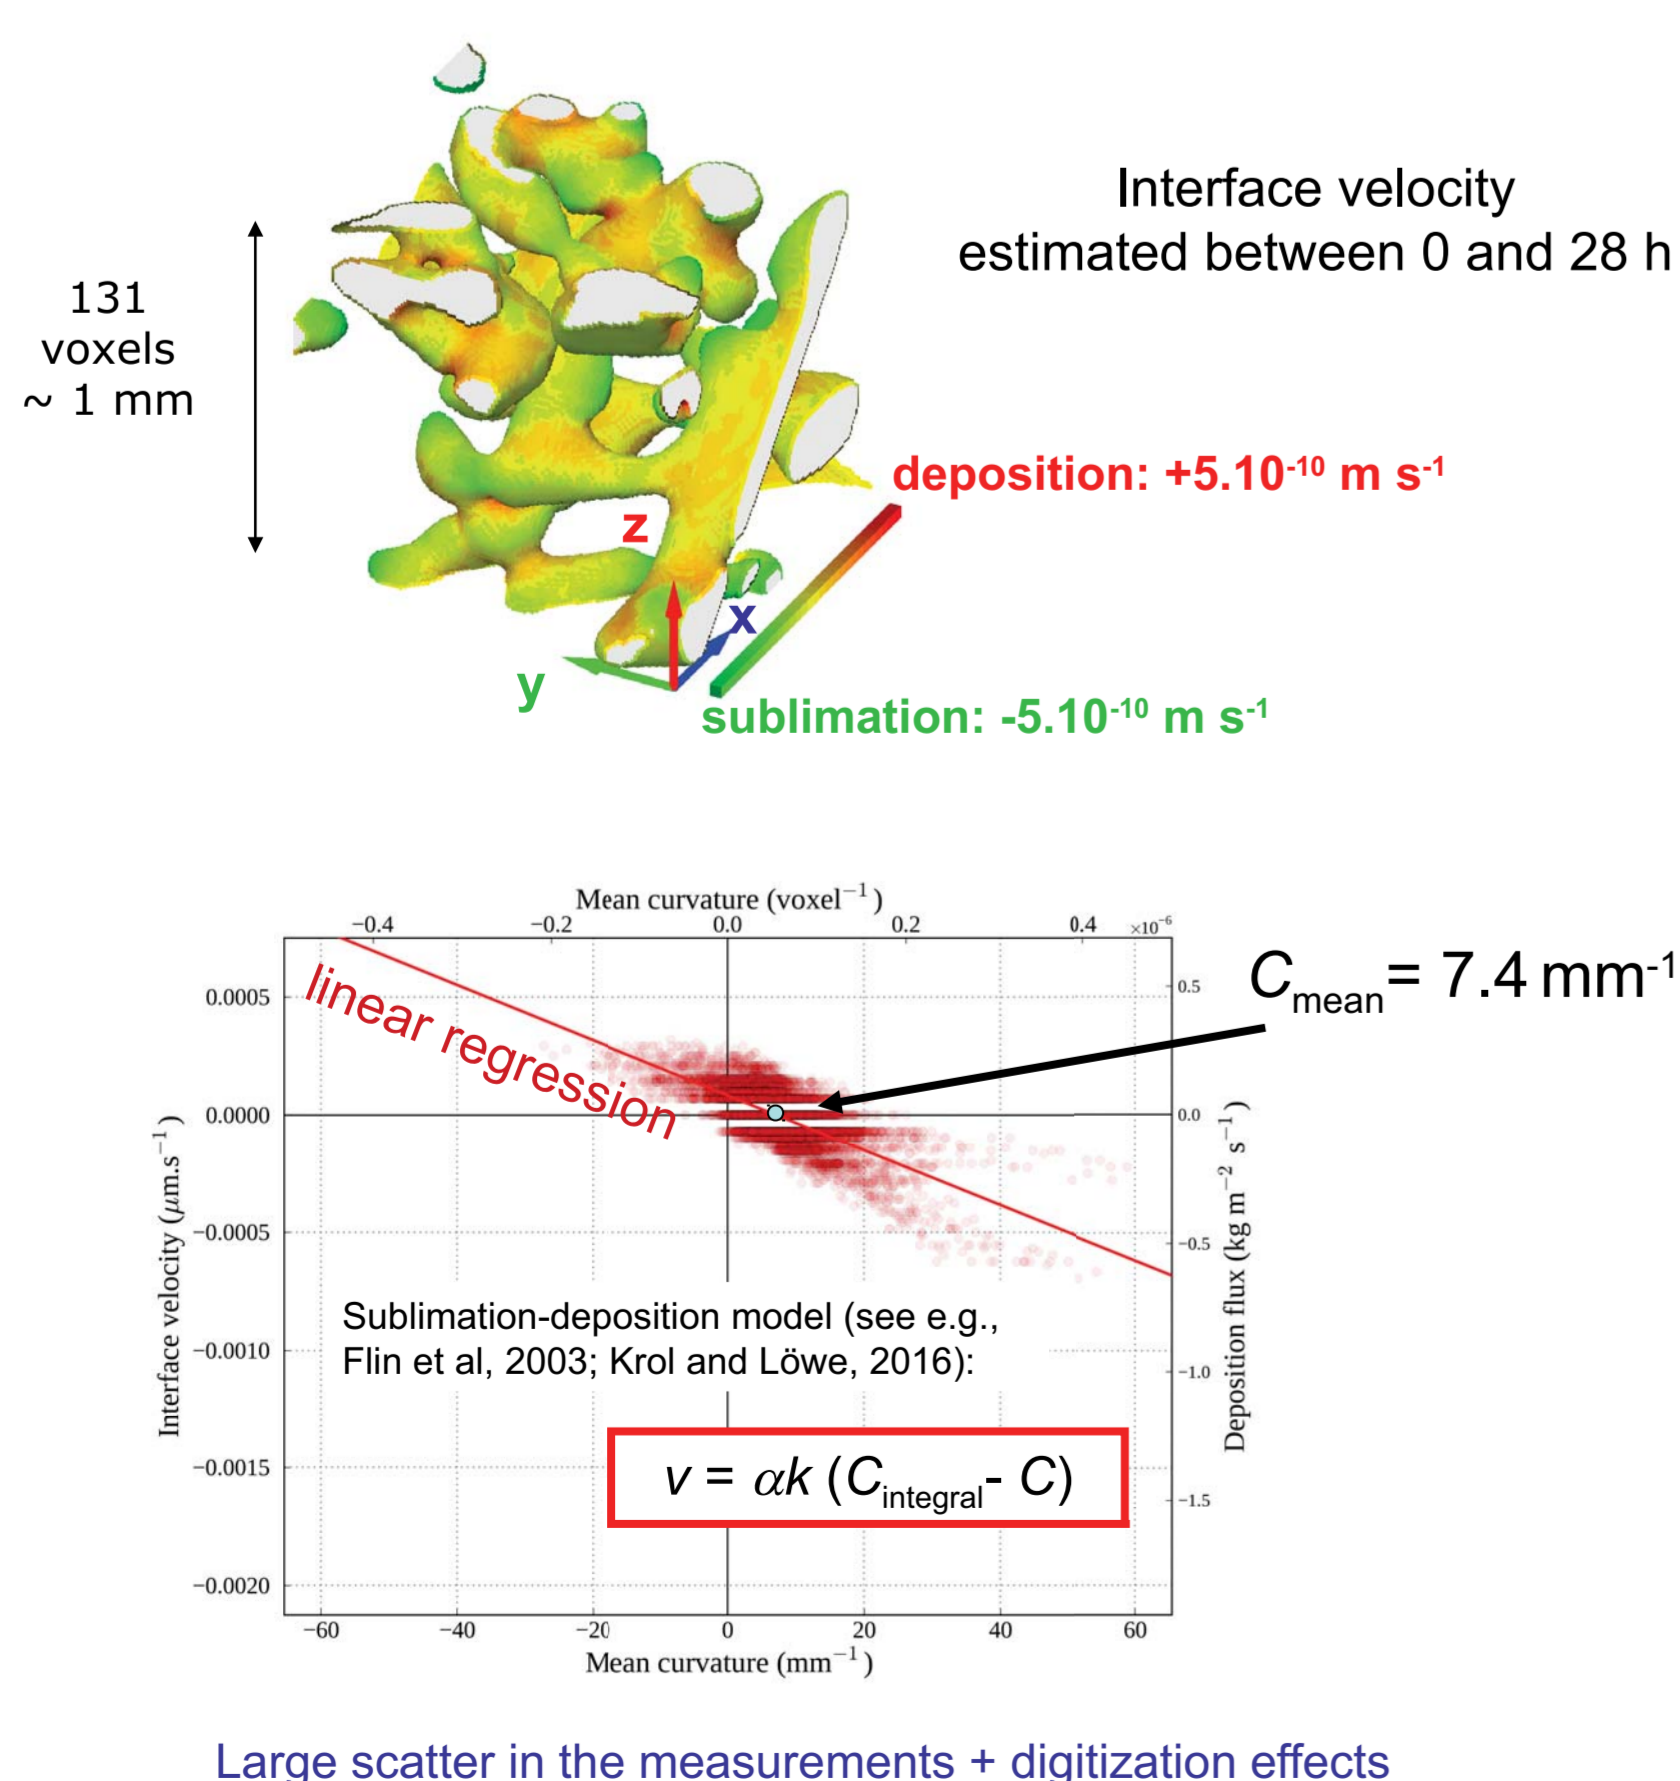 Interface velocity
estimated between 0 and 28 h
131
voxels
~ 1 mm
deposition: +5.10⁻¹⁰ m s⁻¹
z
x
y
sublimation: -5.10⁻¹⁰ m s⁻¹
Mean curvature (voxel⁻¹)
−0.4 −0.2 0.0 0.2 0.4 ×10⁻⁶
C_mean = 7.4 mm⁻¹
linear regression
0.0005
0.0000
−0.0005
−0.0010
−0.0015
−0.0020
Interface velocity (μm.s⁻¹)
0.5
0.0
−0.5
−1.0
−1.5
Deposition flux (kg m⁻² s⁻¹)
Sublimation-deposition model (see e.g.,
Flin et al, 2003; Krol and Löwe, 2016):
v = αk (C_integral - C)
−60 −40 −20 0 20 40 60
Mean curvature (mm⁻¹)
Large scatter in the measurements + digitization effects